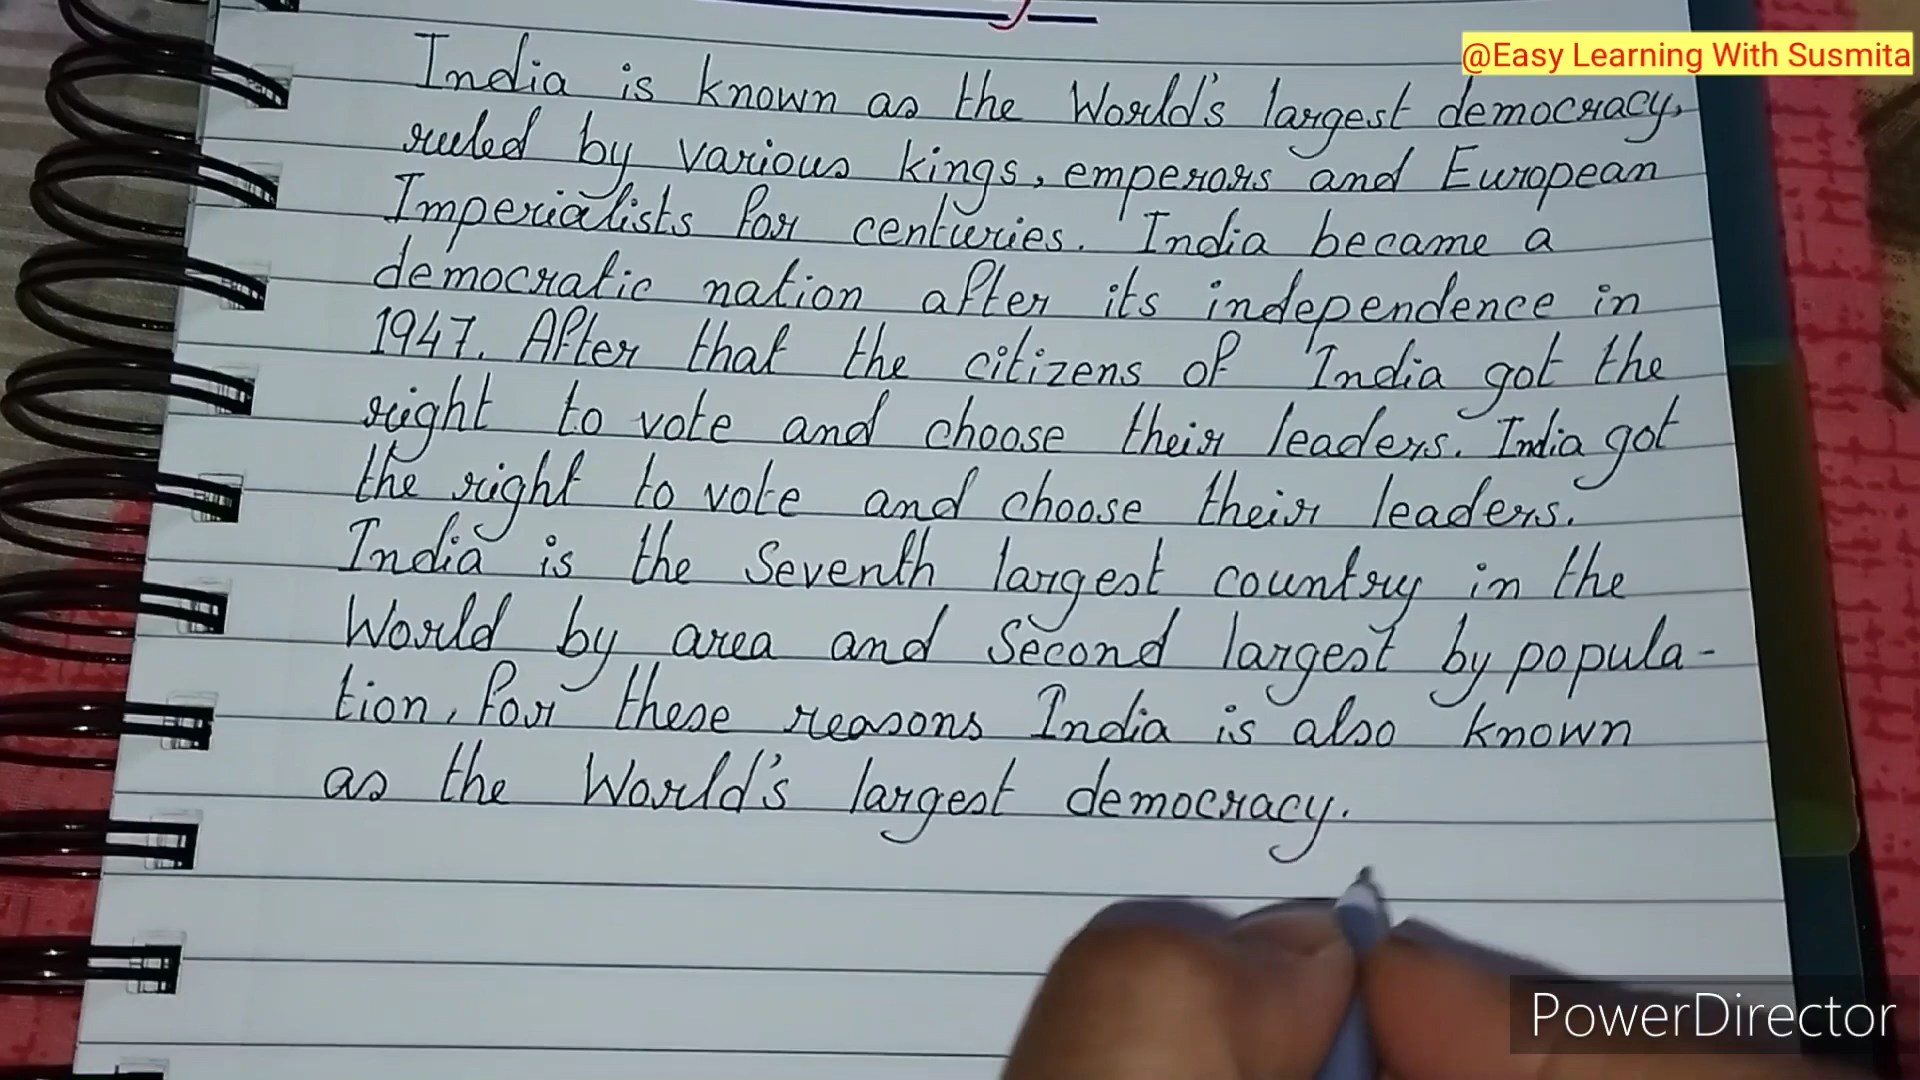 @Easy Learning With Susmita
India is known as the World's largest democracy,
ruled by various kings, emperors and European
Imperialists for centuries. India became a
democratic nation after its independence in
1947. After that the citizens of India got the
right to vote and choose their leaders. India got
the right to vote and choose their leaders.
India is the Seventh largest country in the
World by area and Second largest by popula-
tion, for these reasons India is also known
as the World's largest democracy.
PowerDirector